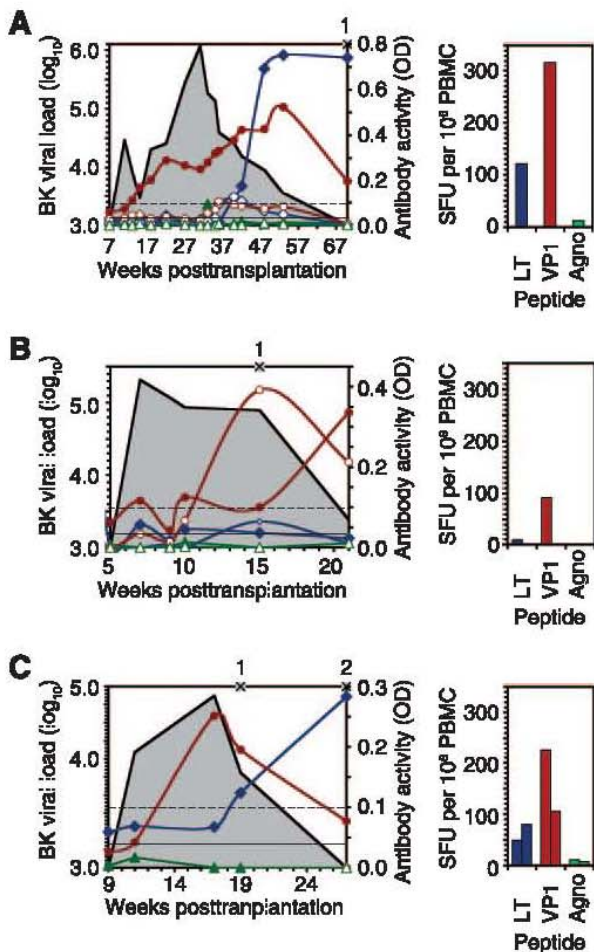 A
1
BK viral load (log10)
6.0
5.0
4.0
3.0
0.8
0.6
0.4
0.2
0.0
Antibody activity (OD)
7 17 27 37 47 57 67
Weeks posttransplantation
SFU per 10⁶ PBMC
300
200
100
0
LT VP1 Agno
Peptide
B
1
BK viral load (log10)
5.0
4.0
3.0
0.4
0.2
0.0
Antibody activity (OD)
5 10 15 20
Weeks posttransplantation
SFU per 10⁶ PBMC
300
200
100
0
LT VP1 Agno
Peptide
C
1 2
BK viral load (log10)
5.0
4.0
3.0
0.3
0.2
0.1
0.0
Antibody activity (OD)
9 14 19 24
Weeks posttranplantation
SFU per 10⁶ PBMC
300
200
100
0
LT VP1 Agno
Peptide